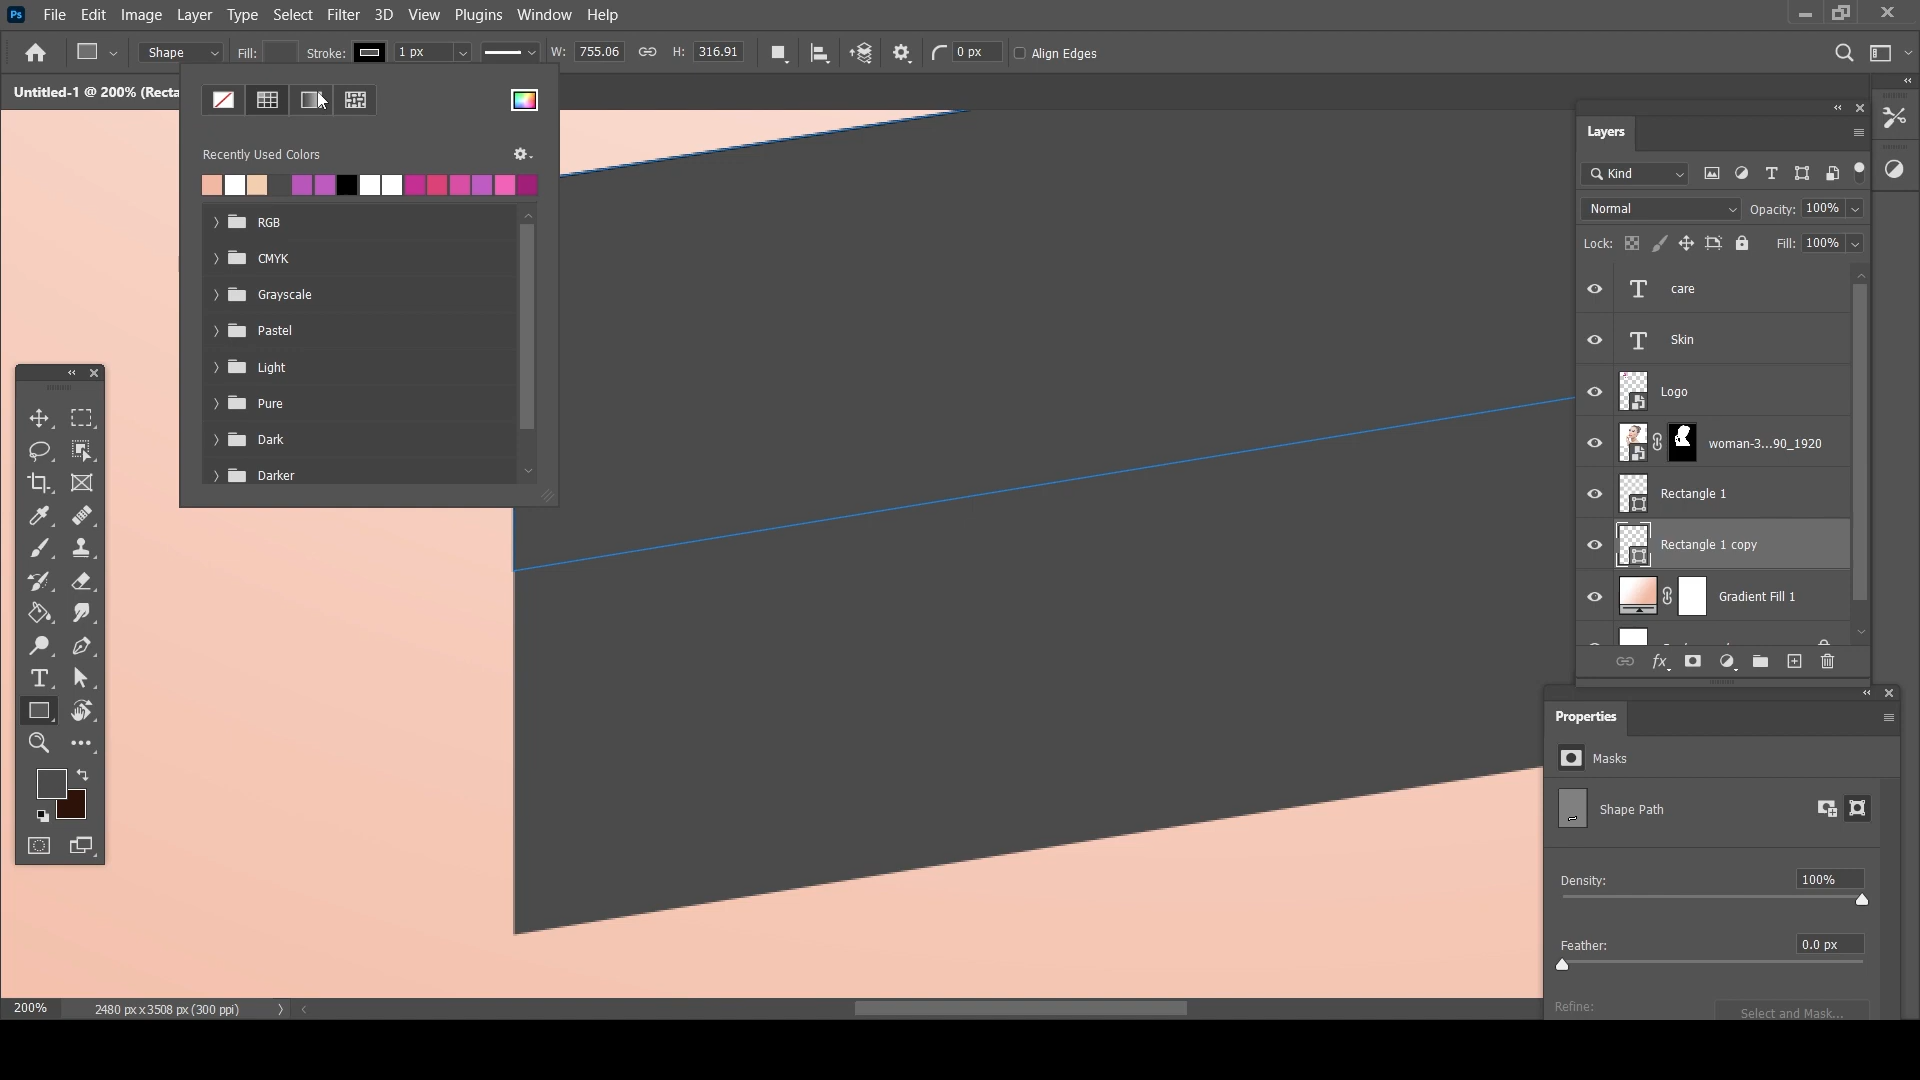 Ps File Edit Image Layer Type Select Filter 3D View Plugins Window Help
Shape Fill: Stroke: 1 px W: 755.06 H: 316.91 0 px Align Edges
Untitled-1 @ 200% (Recta
Recently Used Colors
RGB
CMYK
Grayscale
Pastel
Light
Pure
Dark
Darker
Layers
Kind
Normal Opacity: 100%
Lock: Fill: 100%
care
Skin
Logo
woman-3...90_1920
Rectangle 1
Rectangle 1 copy
Gradient Fill 1
fx
Properties
Masks
Shape Path
Density: 100%
Feather: 0.0 px
Refine: Select and Mask...
200% 2480 px x 3508 px (300 ppi)